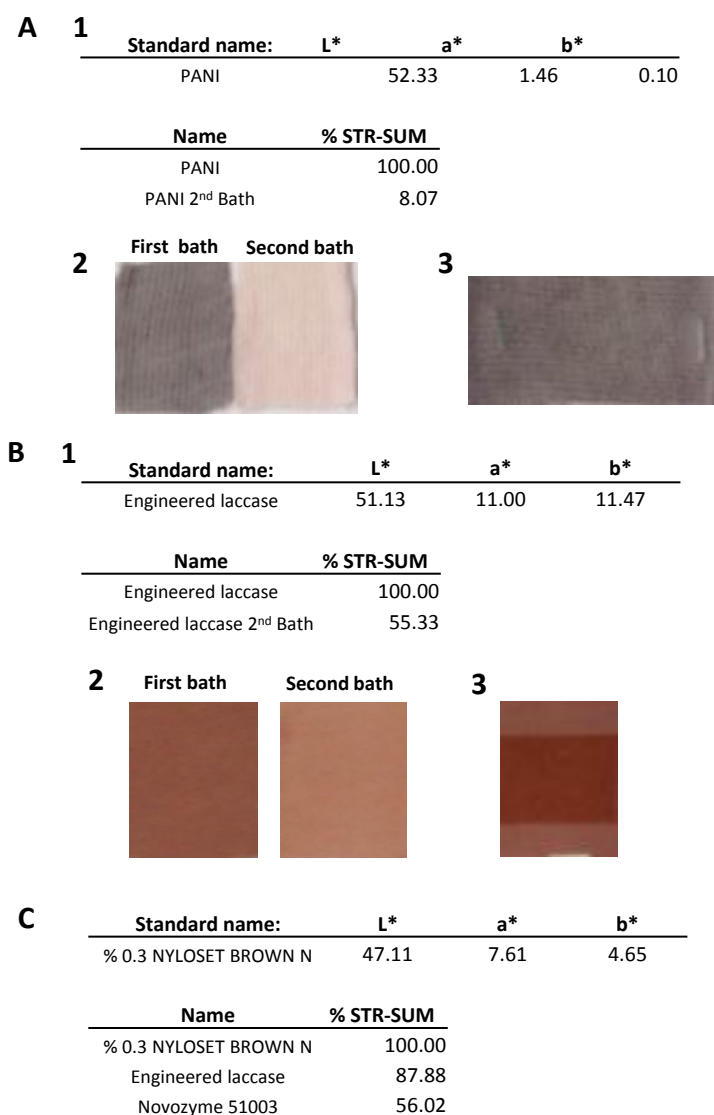 A 1
Standard name: L* a* b*
PANI 52.33 1.46 0.10
Name % STR-SUM
PANI 100.00
PANI 2nd Bath 8.07
First bath Second bath
2 3
B 1
Standard name: L* a* b*
Engineered laccase 51.13 11.00 11.47
Name % STR-SUM
Engineered laccase 100.00
Engineered laccase 2nd Bath 55.33
2 First bath Second bath 3
C
Standard name: L* a* b*
% 0.3 NYLOSET BROWN N 47.11 7.61 4.65
Name % STR-SUM
% 0.3 NYLOSET BROWN N 100.00
Engineered laccase 87.88
Novozyme 51003 56.02